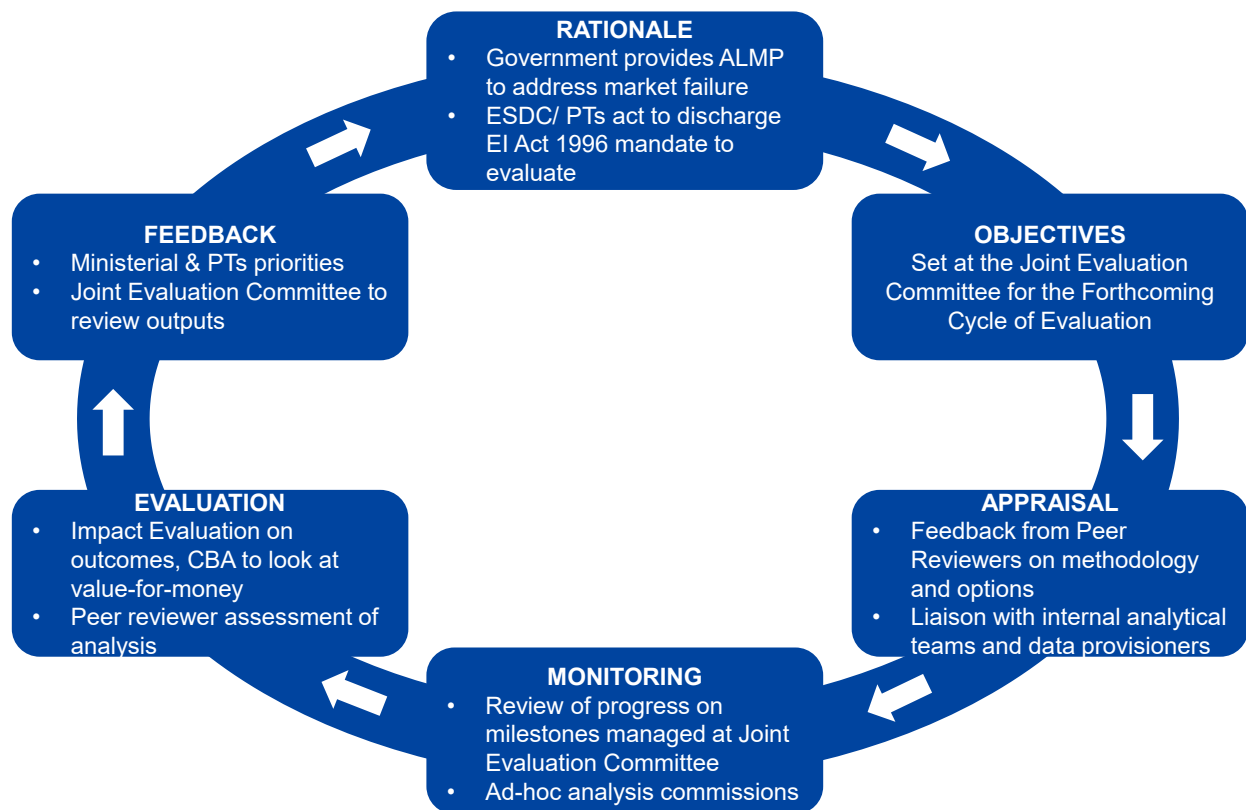 RATIONALE
• Government provides ALMP
to address market failure
• ESDC/ PTs act to discharge
EI Act 1996 mandate to
evaluate
OBJECTIVES
Set at the Joint Evaluation
Committee for the Forthcoming
Cycle of Evaluation
APPRAISAL
• Feedback from Peer
Reviewers on methodology
and options
• Liaison with internal analytical
teams and data provisioners
MONITORING
• Review of progress on
milestones managed at Joint
Evaluation Committee
• Ad-hoc analysis commissions
EVALUATION
• Impact Evaluation on
outcomes, CBA to look at
value-for-money
• Peer reviewer assessment of
analysis
FEEDBACK
• Ministerial & PTs priorities
• Joint Evaluation Committee to
review outputs